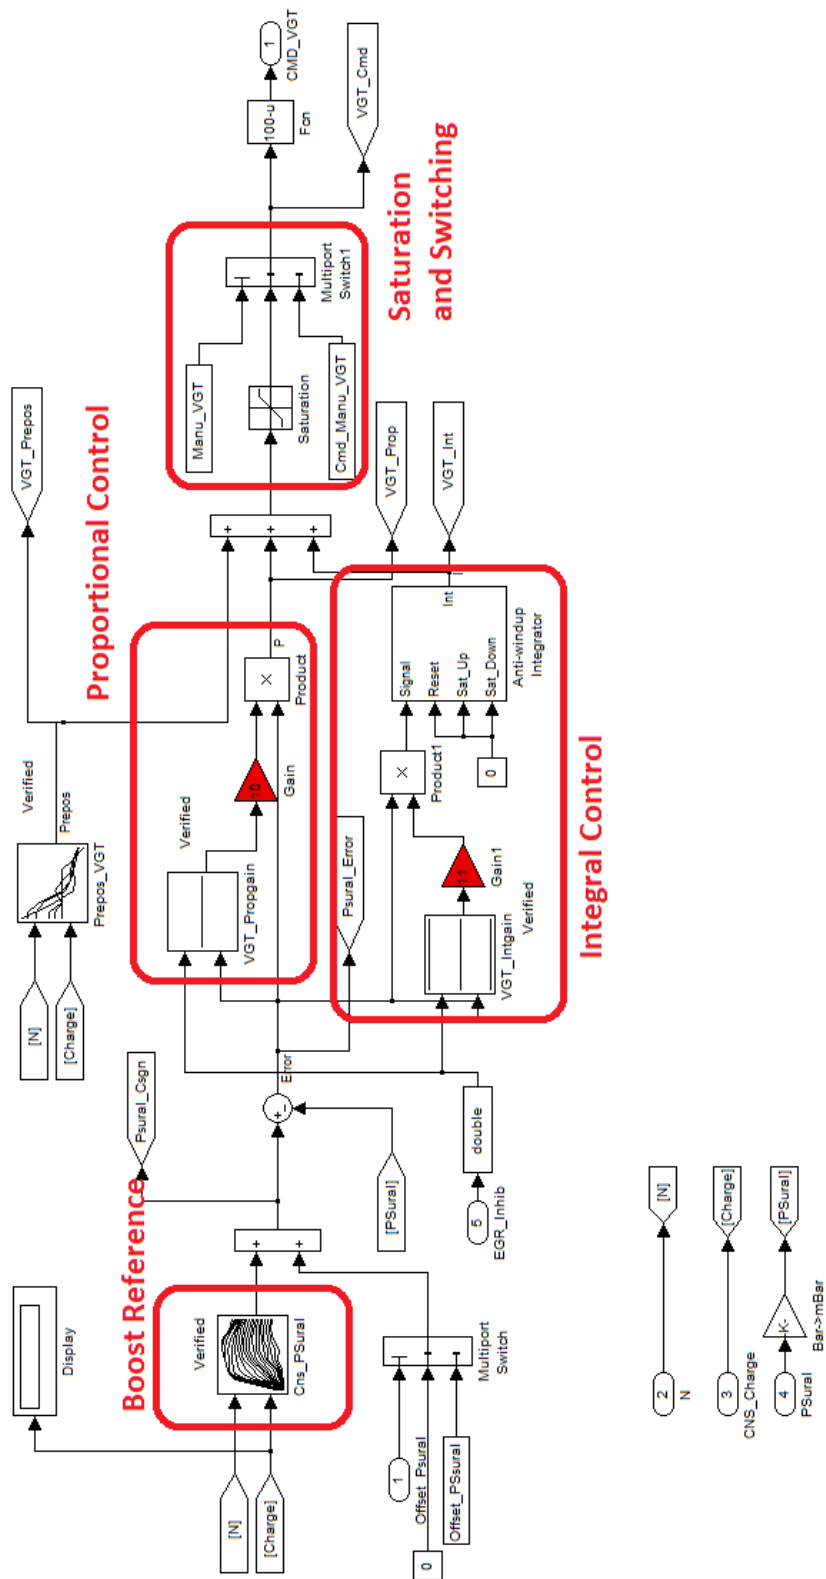 Display
Boost Reference
Verified
Cns_PSural
[N]
[Charge]
1
Offset_Psural
0
Offset_PSsural
Multiport
Switch
+
+
Psural_Csgn
+
-
Error
[PSural]
5
EGR_Inhib
double
[N]
[Charge]
Prepos_VGT
Verified
Prepos
VGT_Prepos
Proportional Control
VGT_Propgain
Verified
10
Gain
×
Product
P
Psural_Error
VGT_Intgain
Verified
11
Gain1
×
Product1
0
Signal
Reset
Sat_Up
Sat_Down
Int
Anti-windup
Integrator
Integral Control
+
+
+
VGT_Prop
VGT_Int
Manu_VGT
Saturation
Cmd_Manu_VGT
Multiport
Switch1
Saturation
and Switching
100-u
Fcn
1
CMD_VGT
VGT_Cmd
2
N
[N]
3
CNS_Charge
[Charge]
4
PSural
-K-
Bar->mBar
[PSural]